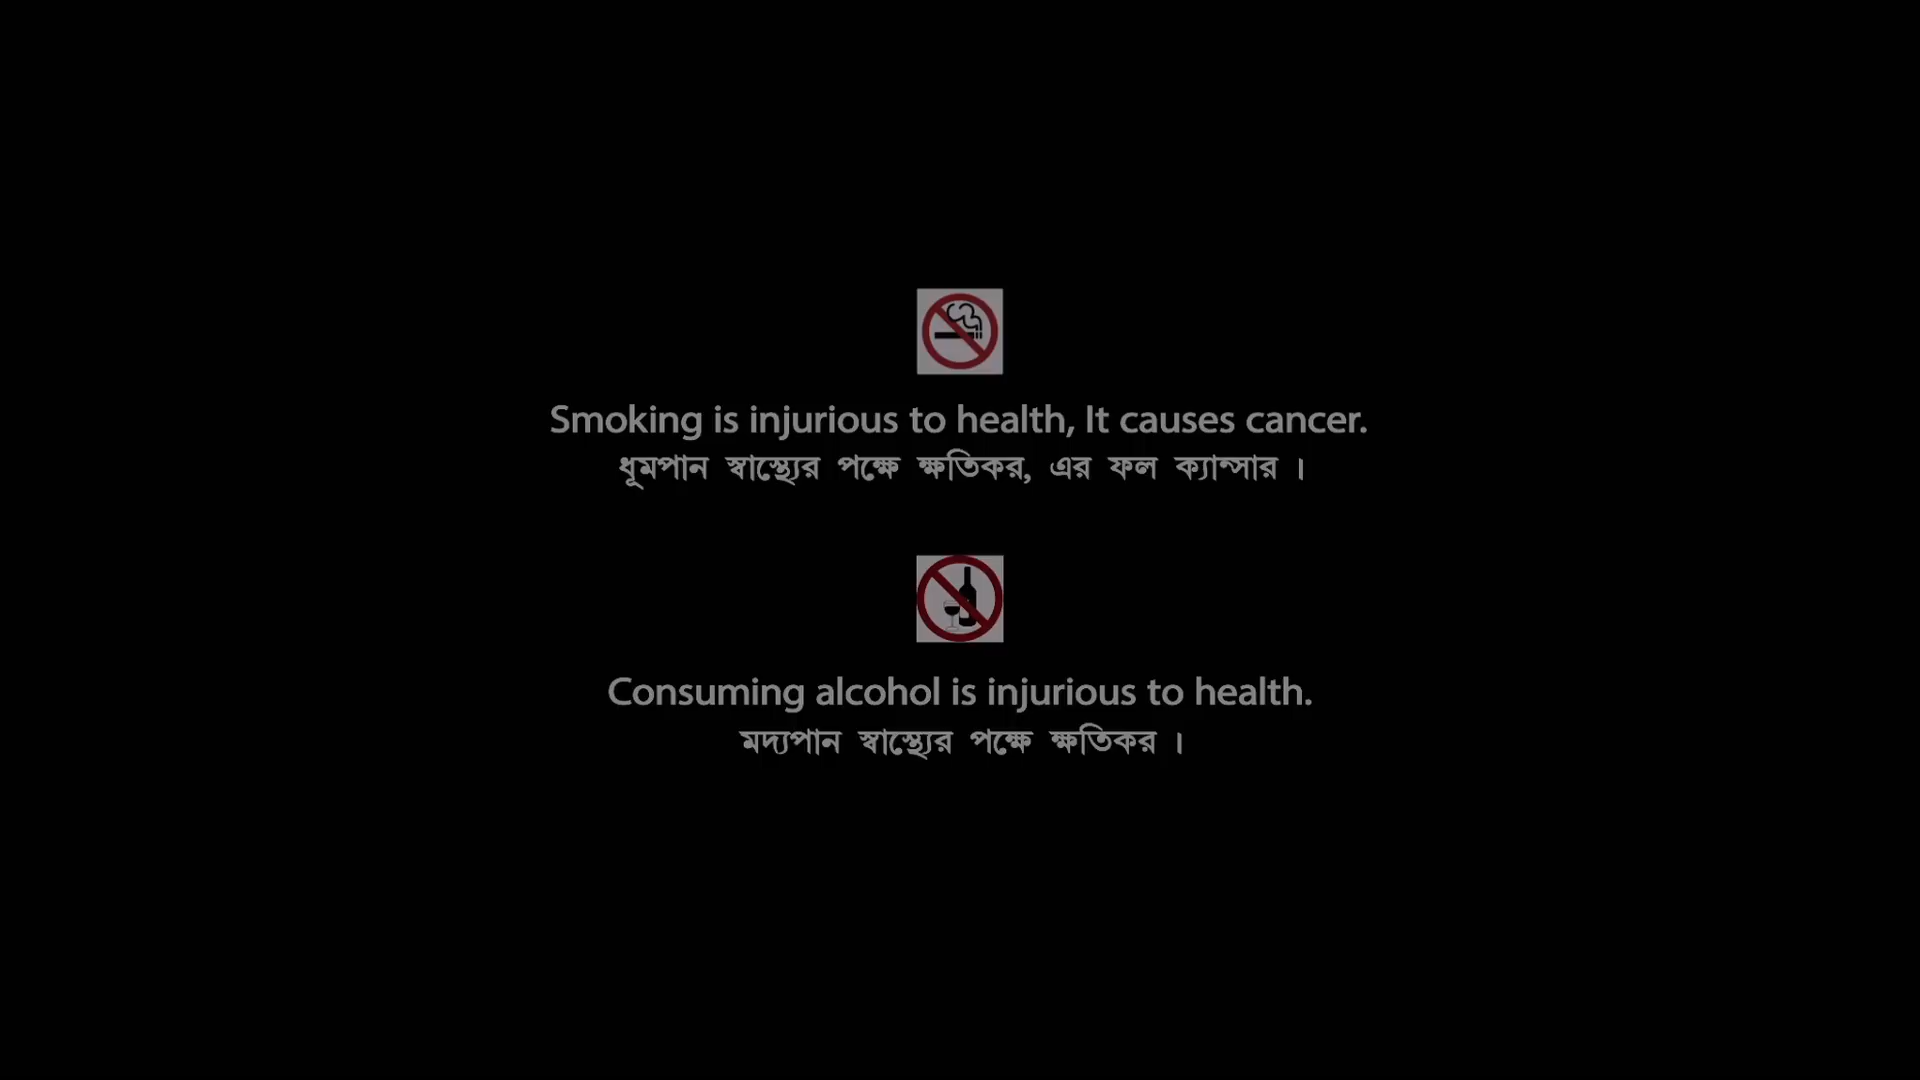 Smoking is injurious to health, It causes cancer.
ধূমপান স্বাস্থ্যের পক্ষে ক্ষতিকর, এর ফল ক্যান্সার ।
Consuming alcohol is injurious to health.
মদ্যপান স্বাস্থ্যের পক্ষে ক্ষতিকর ।